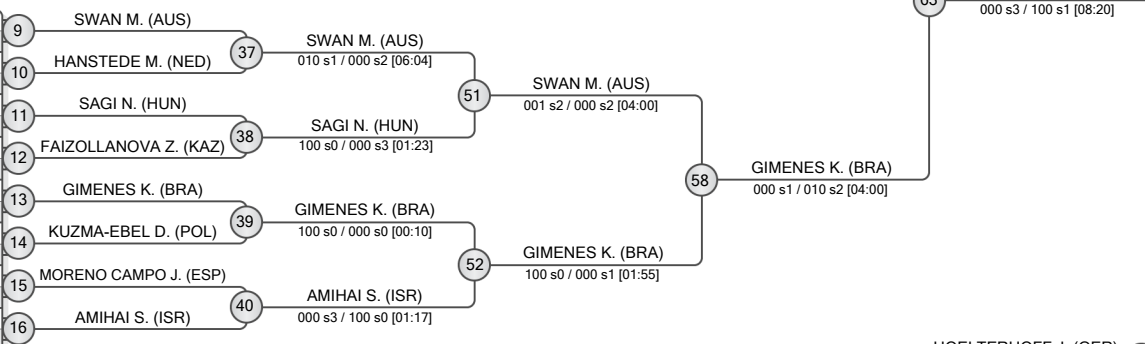 63
000 s3 / 100 s1 [08:20]
9
SWAN M. (AUS)
10
HANSTEDE M. (NED)
37
SWAN M. (AUS)
010 s1 / 000 s2 [06:04]
11
SAGI N. (HUN)
12
FAIZOLLANOVA Z. (KAZ)
38
SAGI N. (HUN)
100 s0 / 000 s3 [01:23]
51
SWAN M. (AUS)
001 s2 / 000 s2 [04:00]
13
GIMENES K. (BRA)
14
KUZMA-EBEL D. (POL)
39
GIMENES K. (BRA)
100 s0 / 000 s0 [00:10]
15
MORENO CAMPO J. (ESP)
16
AMIHAI S. (ISR)
40
AMIHAI S. (ISR)
000 s3 / 100 s0 [01:17]
52
GIMENES K. (BRA)
100 s0 / 000 s1 [01:55]
58
GIMENES K. (BRA)
000 s1 / 010 s2 [04:00]